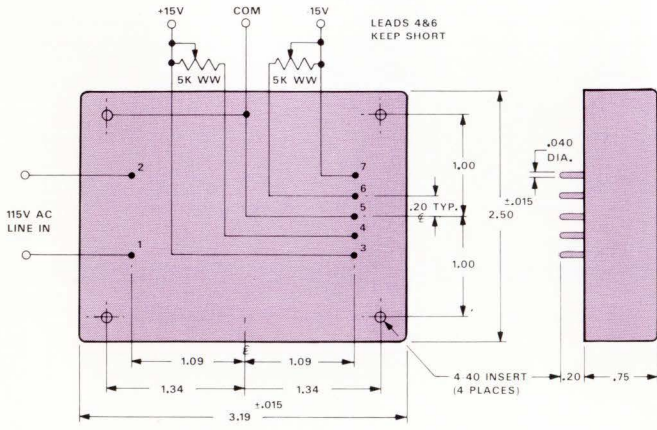 +15V
COM
15V
LEADS 4&6
KEEP SHORT
5K WW
5K WW
2
7
6
5
4
3
1
115V AC
LINE IN
1.00
.20 TYP.
±.015
2.50
1.00
.040
DIA.
1.09
1.09
1.34
1.34
±.015
3.19
4 40 INSERT
(4 PLACES)
.20
.75